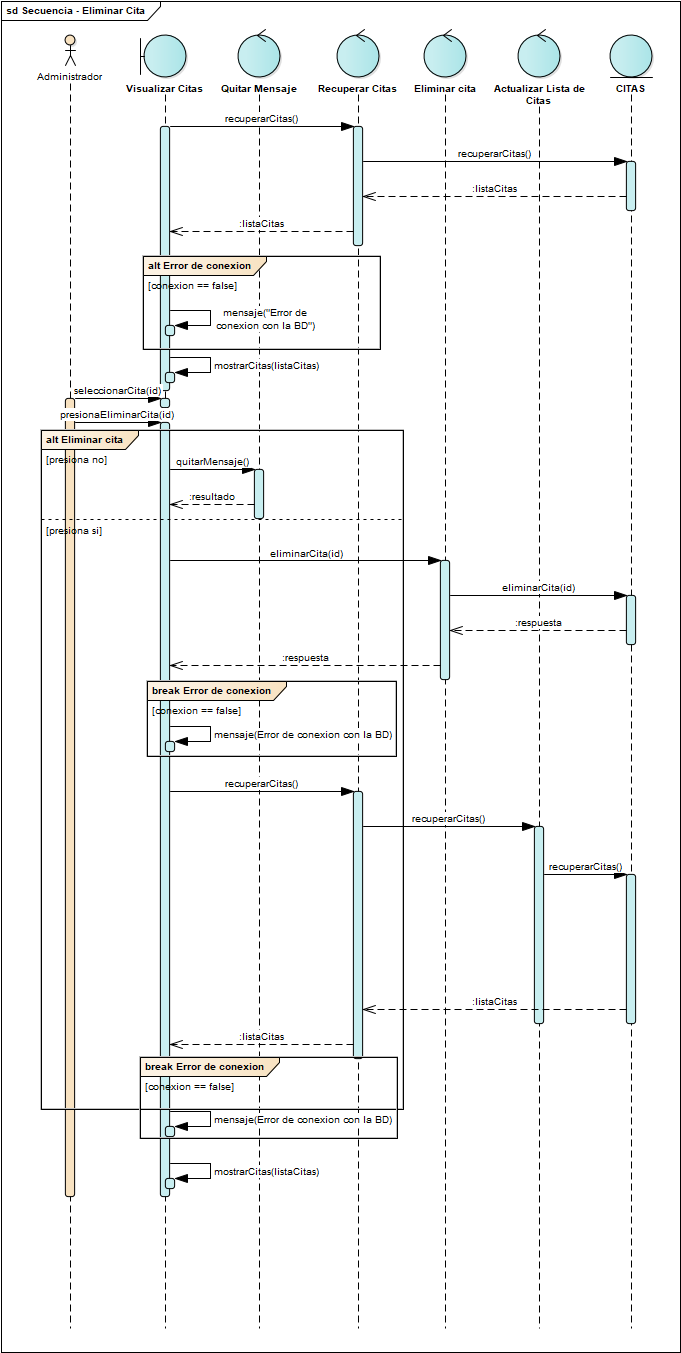 sd Secuencia - Eliminar Cita
Administrador
Visualizar Citas
Quitar Mensaje
Recuperar Citas
Eliminar cita
Actualizar Lista de
Citas
CITAS
recuperarCitas()
recuperarCitas()
:listaCitas
:listaCitas
alt Error de conexion
[conexion == false]
mensaje("Error de
conexion con la BD")
mostrarCitas(listaCitas)
seleccionarCita(id)
presionaEliminarCita(id)
alt Eliminar cita
[presiona no]
quitarMensaje()
:resultado
[presiona si]
eliminarCita(id)
eliminarCita(id)
:respuesta
:respuesta
break Error de conexion
[conexion == false]
mensaje(Error de conexion con la BD)
recuperarCitas()
recuperarCitas()
recuperarCitas()
:listaCitas
:listaCitas
break Error de conexion
[conexion == false]
mensaje(Error de conexion con la BD)
mostrarCitas(listaCitas)